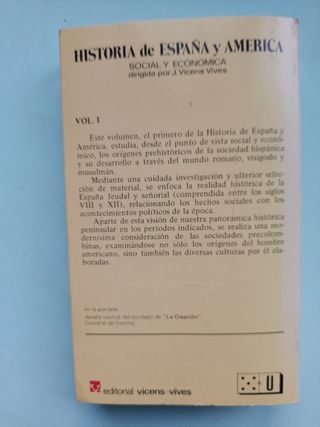 HISTORIA de ESPAÑA y AMERICA
SOCIAL Y ECONOMICA
dirigida por J. Vicens Vives
VOL. I
Este volumen, el primero de la Historia de España y
América, estudia, desde el punto de vista social y econó-
mico, los orígenes prehistóricos de la sociedad hispánica
y su desarrollo a través del mundo romano, visigodo y
musulmán.
Mediante una cuidada investigación y ulterior selec-
ción de material, se enfoca la realidad histórica de la
España feudal y señorial (comprendida entre los siglos
VIII y XII), relacionando los hechos sociales con los
acontecimientos políticos de la época.
Aparte de esta visión de nuestra panorámica histórica
peninsular en los períodos indicados, se realiza una mo-
dernísima consideración de las sociedades precolom-
binas, examinándose no sólo los orígenes del hombre
americano, sino también las diversas culturas por él ela-
boradas.
en la portada:
detalle central del bordado de "La Creación".
Catedral de Gerona.
editorial vicens-vives
U